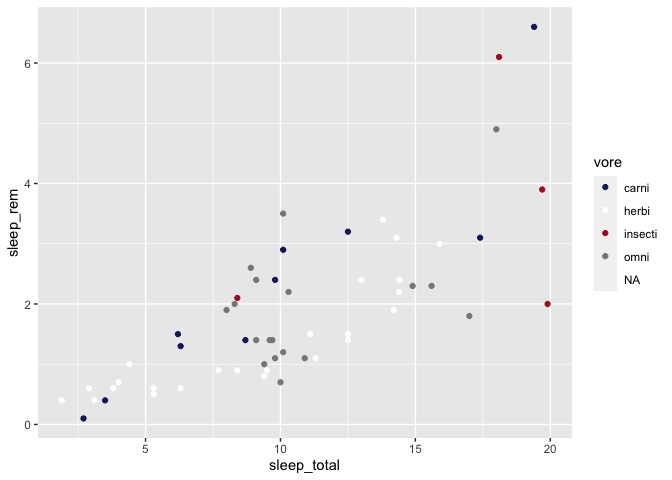 6
4
2
0
sleep_rem
5
10
15
20
sleep_total
vore
carni
herbi
insecti
omni
NA